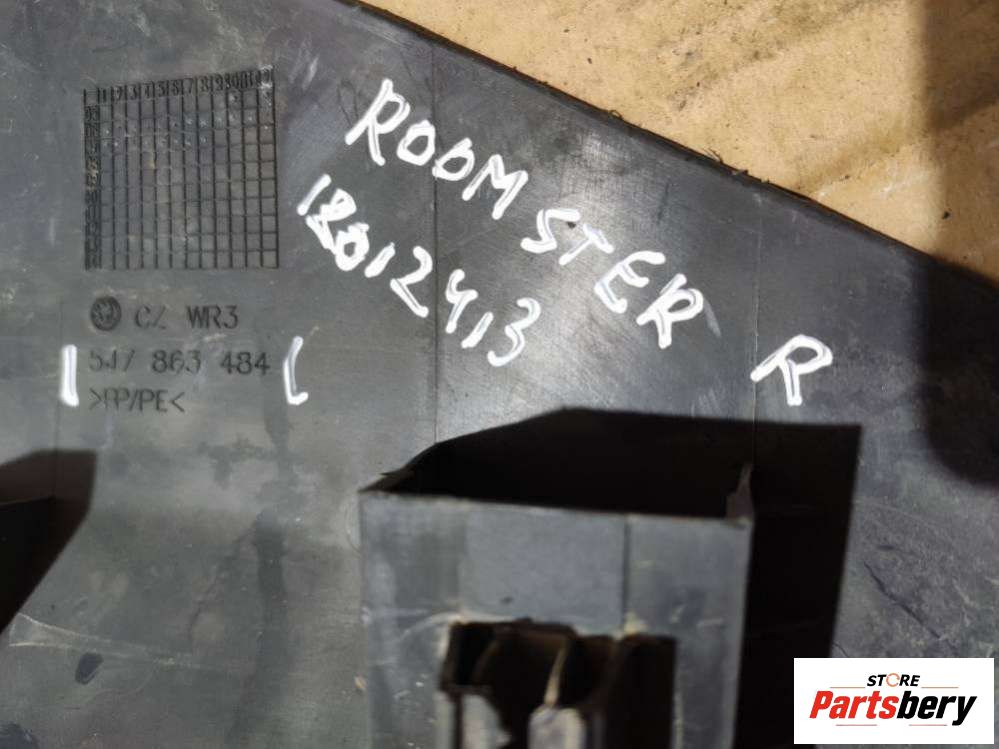 ROOMSTER R
12012413
CZ WR3
5J7 863 484
>PP/PE<
STORE
Partsbery